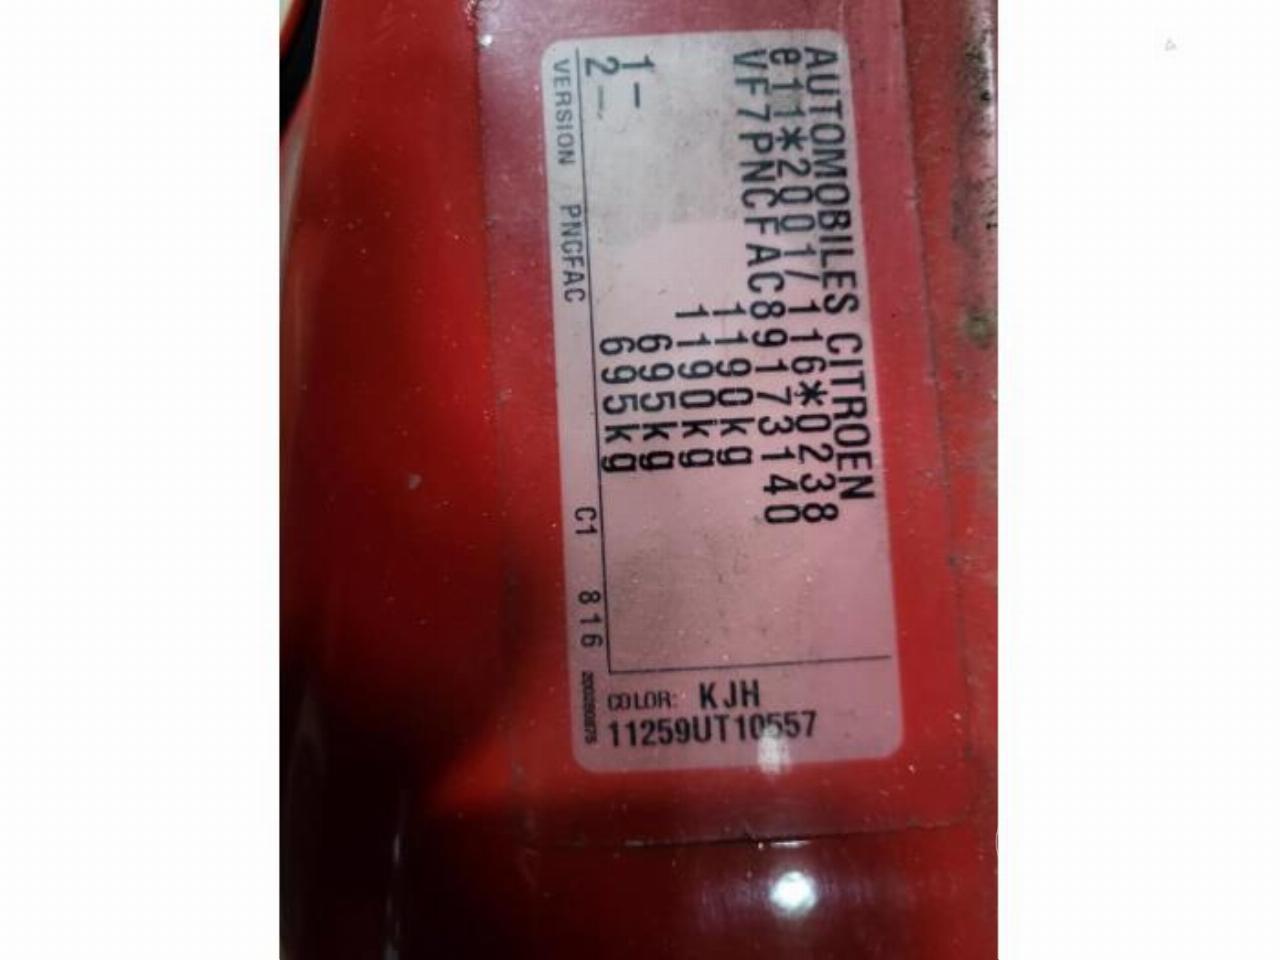 AUTOMOBILES CITROEN
e11*2001/116*0238
VF7PNCFAC89173140
1190kg
1190kg
1- 695kg
2- 695kg
VERSION PNCFAC C1 816
COLOR: KJH
11259UT10557